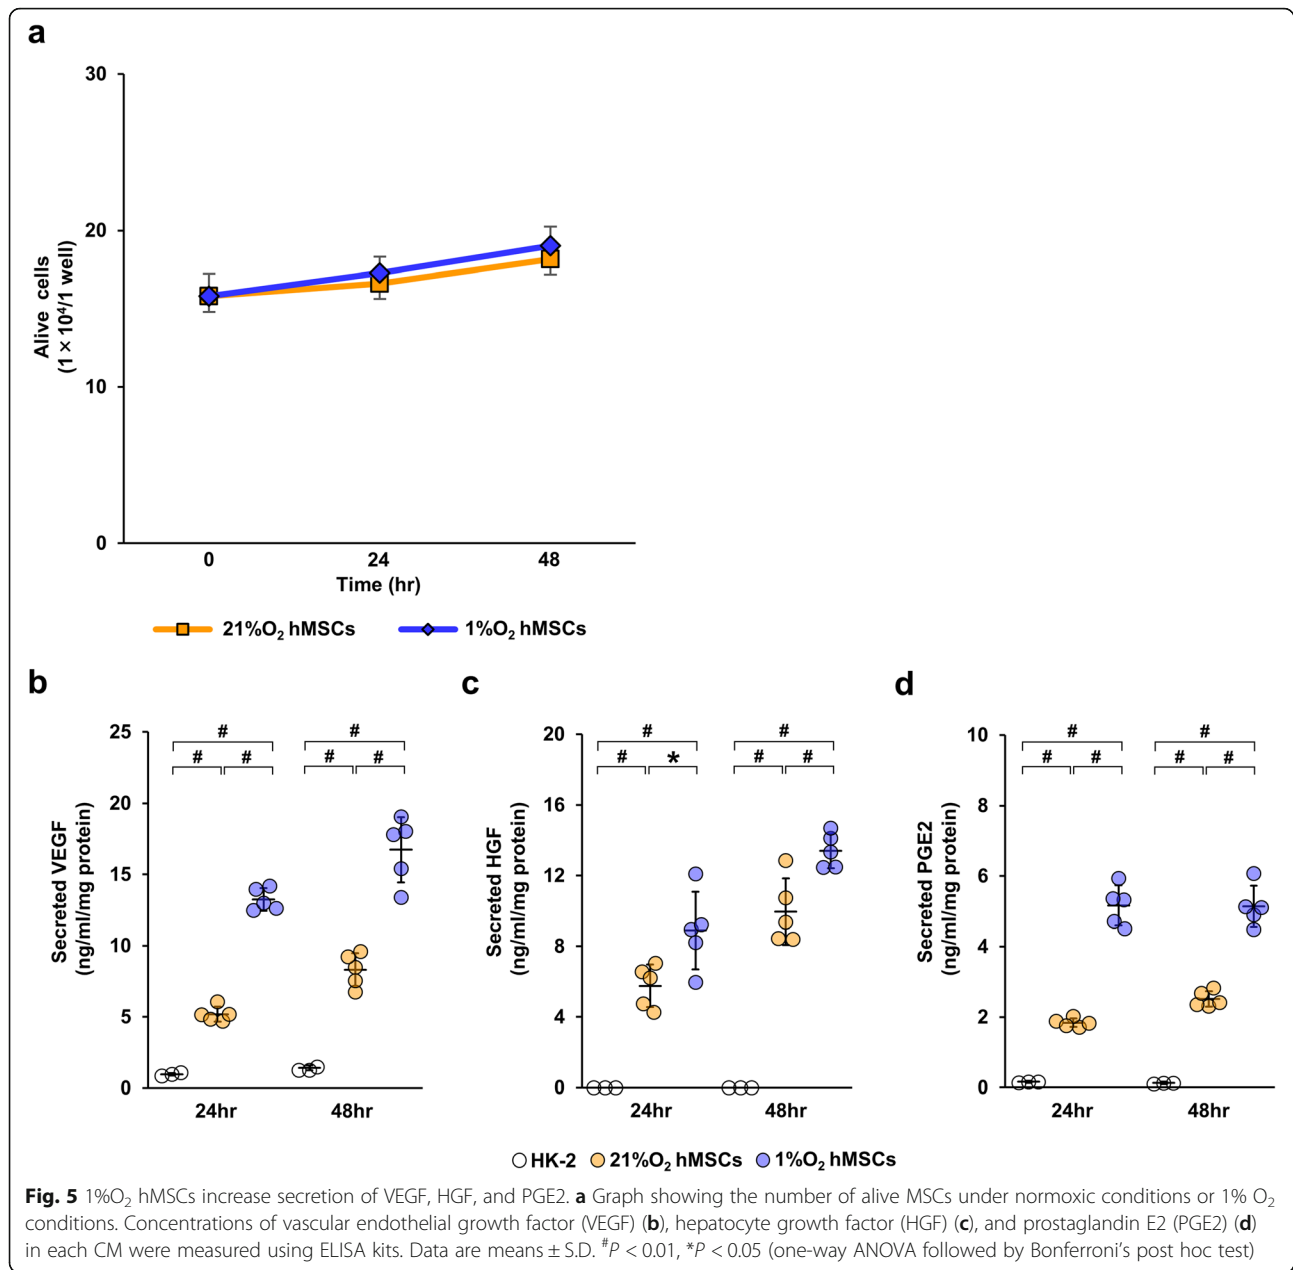 a
30
20
10
0
Alive cells
(1 × 10⁴/1 well)
0 24 48
Time (hr)
21%O₂ hMSCs 1%O₂ hMSCs
b
25
20
15
10
5
0
Secreted VEGF
(ng/ml/mg protein)
#
# #
#
# #
24hr 48hr
c
20
16
12
8
4
0
Secreted HGF
(ng/ml/mg protein)
#
# *
#
# #
24hr 48hr
d
10
8
6
4
2
0
Secreted PGE2
(ng/ml/mg protein)
#
# #
#
# #
24hr 48hr
HK-2 21%O₂ hMSCs 1%O₂ hMSCs
Fig. 5 1%O₂ hMSCs increase secretion of VEGF, HGF, and PGE2. a Graph showing the number of alive MSCs under normoxic conditions or 1% O₂
conditions. Concentrations of vascular endothelial growth factor (VEGF) (b), hepatocyte growth factor (HGF) (c), and prostaglandin E2 (PGE2) (d)
in each CM were measured using ELISA kits. Data are means ± S.D. #P < 0.01, *P < 0.05 (one-way ANOVA followed by Bonferroni's post hoc test)